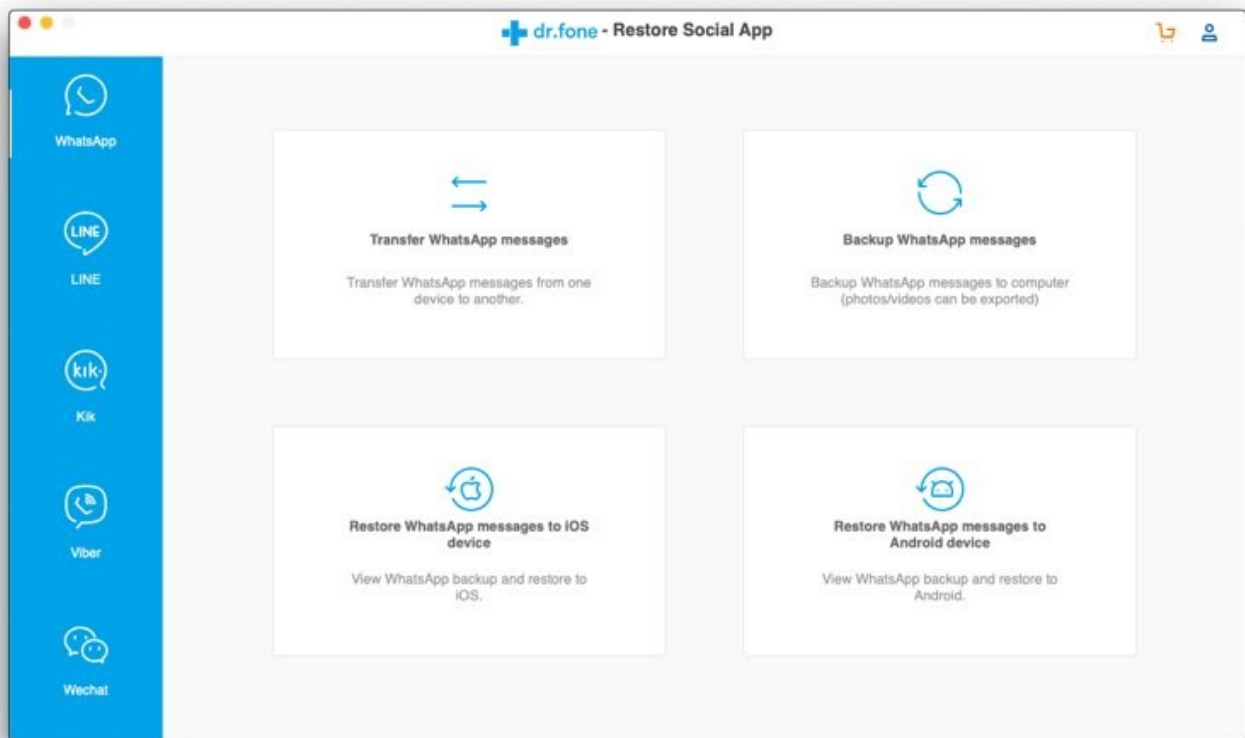 dr.fone - Restore Social App
WhatsApp
LINE
LINE
kik·
Kik
Viber
Wechat
Transfer WhatsApp messages
Transfer WhatsApp messages from one
device to another.
Backup WhatsApp messages
Backup WhatsApp messages to computer
(photos/videos can be exported)
Restore WhatsApp messages to iOS
device
View WhatsApp backup and restore to
iOS.
Restore WhatsApp messages to
Android device
View WhatsApp backup and restore to
Android.